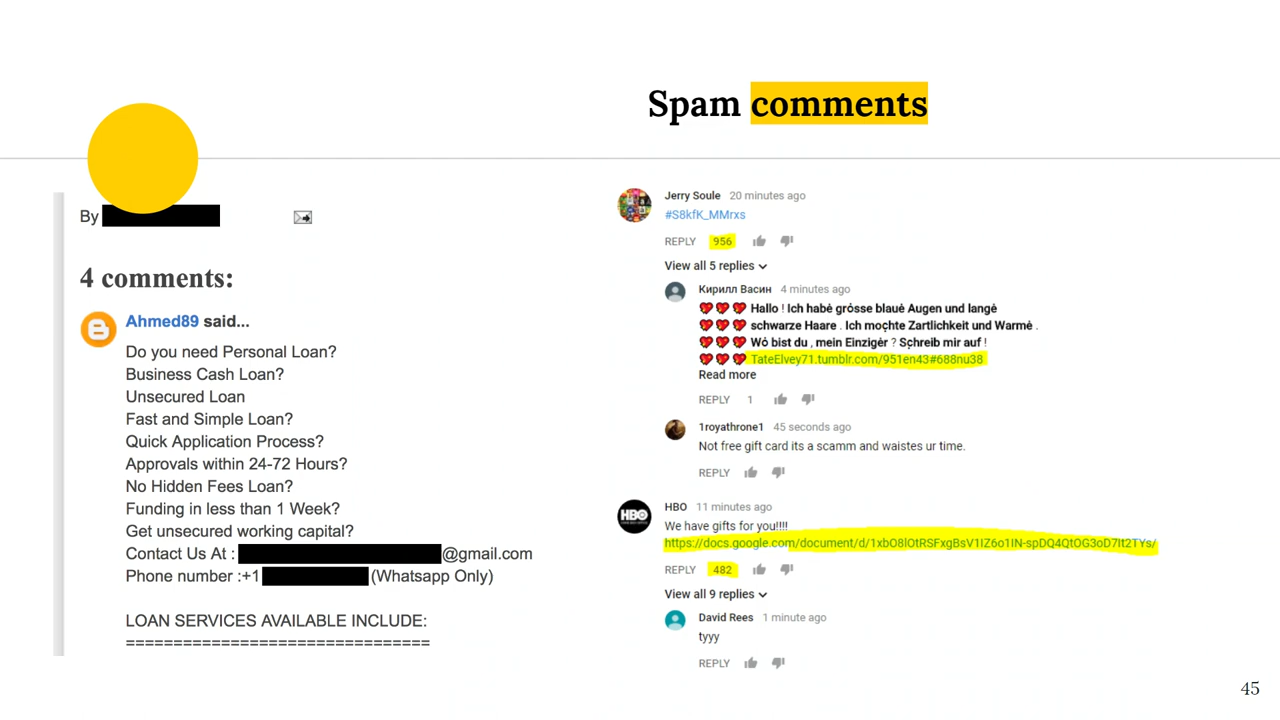 Spam comments
By
4 comments:
Ahmed89 said...
Do you need Personal Loan?
Business Cash Loan?
Unsecured Loan
Fast and Simple Loan?
Quick Application Process?
Approvals within 24-72 Hours?
No Hidden Fees Loan?
Funding in less than 1 Week?
Get unsecured working capital?
Contact Us At : @gmail.com
Phone number :+1 (Whatsapp Only)
LOAN SERVICES AVAILABLE INCLUDE:
================================
Jerry Soule 20 minutes ago
#S8kfK_MMrxs
REPLY 956
View all 5 replies
Кирилл Васин 4 minutes ago
💖 💖 💖 Hallo ! Ich habė grȯsse blauė Augen und langė
💖 💖 💖 schwarze Haare . Ich moçhte Zartlichkeit und Warmė .
💖 💖 💖 Wȯ bist du , mein Einzigėr ? Sçhreib mir auf !
💖 💖 💖 TateElvey71.tumblr.com/951en43#688nu38
Read more
REPLY 1
1royathrone1 45 seconds ago
Not free gift card its a scamm and waistes ur time.
REPLY
HBO 11 minutes ago
We have gifts for you!!!!
https://docs.google.com/document/d/1xbO8lOtRSFxgBsV1IZ6o1IN-spDQ4QtOG3oD7It2TYs/
REPLY 482
View all 9 replies
David Rees 1 minute ago
tyyy
REPLY
HBO
45